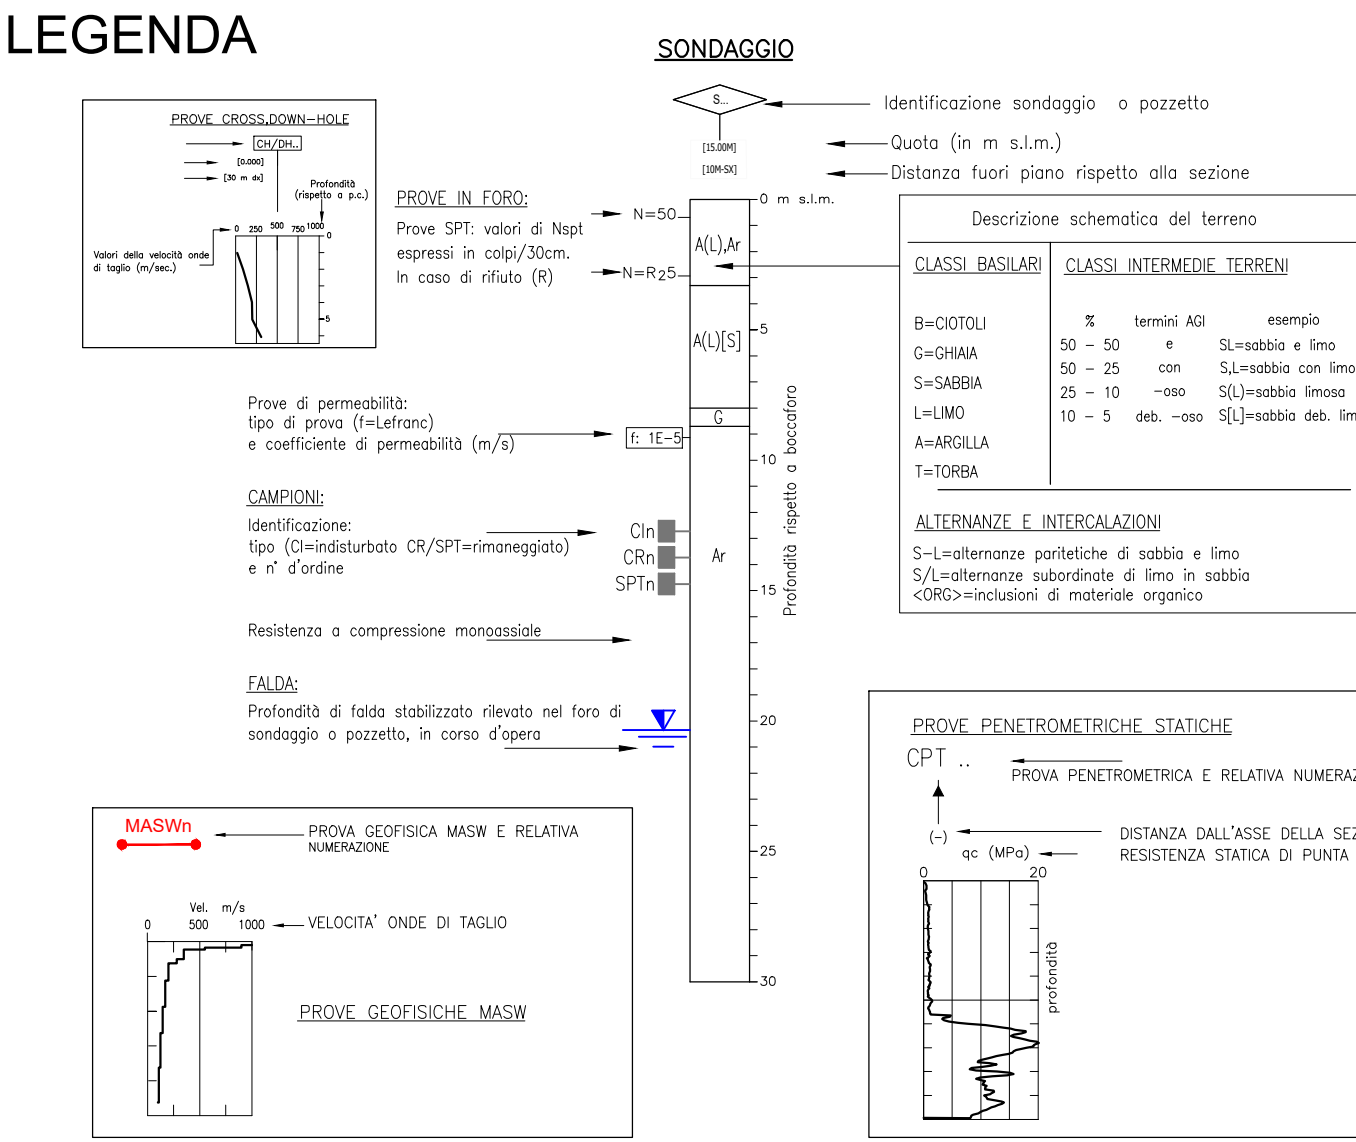 LEGENDA
SONDAGGIO
S...
Identificazione sondaggio o pozzetto
[15.00M]
Quota (in m s.l.m.)
[10M-SX]
Distanza fuori piano rispetto alla sezione
PROVE CROSS,DOWN-HOLE
CH/DH..
[0.000]
[30 m dx]
Profondità
(rispetto a p.c.)
0 250 500 750 1000
0
Valori della velocità onde
di taglio (m/sec.)
5
PROVE IN FORO:
Prove SPT: valori di Nspt
espressi in colpi/30cm.
In caso di rifiuto (R)
N=50
N=R25
0 m s.l.m.
A(L),Ar
A(L)[S]
G
Ar
5
10
15
20
25
30
Profondità rispetto a boccaforo
Prove di permeabilità:
tipo di prova (f=Lefranc)
e coefficiente di permeabilità (m/s)
f: 1E-5
CAMPIONI:
Identificazione:
tipo (CI=indisturbato CR/SPT=rimaneggiato)
e n° d'ordine
CIn
CRn
SPTn
Resistenza a compressione monoassiale
FALDA:
Profondità di falda stabilizzato rilevato nel foro di
sondaggio o pozzetto, in corso d'opera
Descrizione schematica del terreno
CLASSI BASILARI
B=CIOTOLI
G=GHIAIA
S=SABBIA
L=LIMO
A=ARGILLA
T=TORBA
CLASSI INTERMEDIE TERRENI
% termini AGI esempio
50 - 50 e SL=sabbia e limo
50 - 25 con S,L=sabbia con limo
25 - 10 -oso S(L)=sabbia limosa
10 - 5 deb. -oso S[L]=sabbia deb. lim
ALTERNANZE E INTERCALAZIONI
S-L=alternanze paritetiche di sabbia e limo
S/L=alternanze subordinate di limo in sabbia
<ORG>=inclusioni di materiale organico
MASWn
PROVA GEOFISICA MASW E RELATIVA
NUMERAZIONE
Vel. m/s
0 500 1000
VELOCITA' ONDE DI TAGLIO
PROVE GEOFISICHE MASW
PROVE PENETROMETRICHE STATICHE
CPT ..
PROVA PENETROMETRICA E RELATIVA NUMERAZ
(-)
DISTANZA DALL'ASSE DELLA SEZ
qc (MPa)
RESISTENZA STATICA DI PUNTA
0 20
profondità